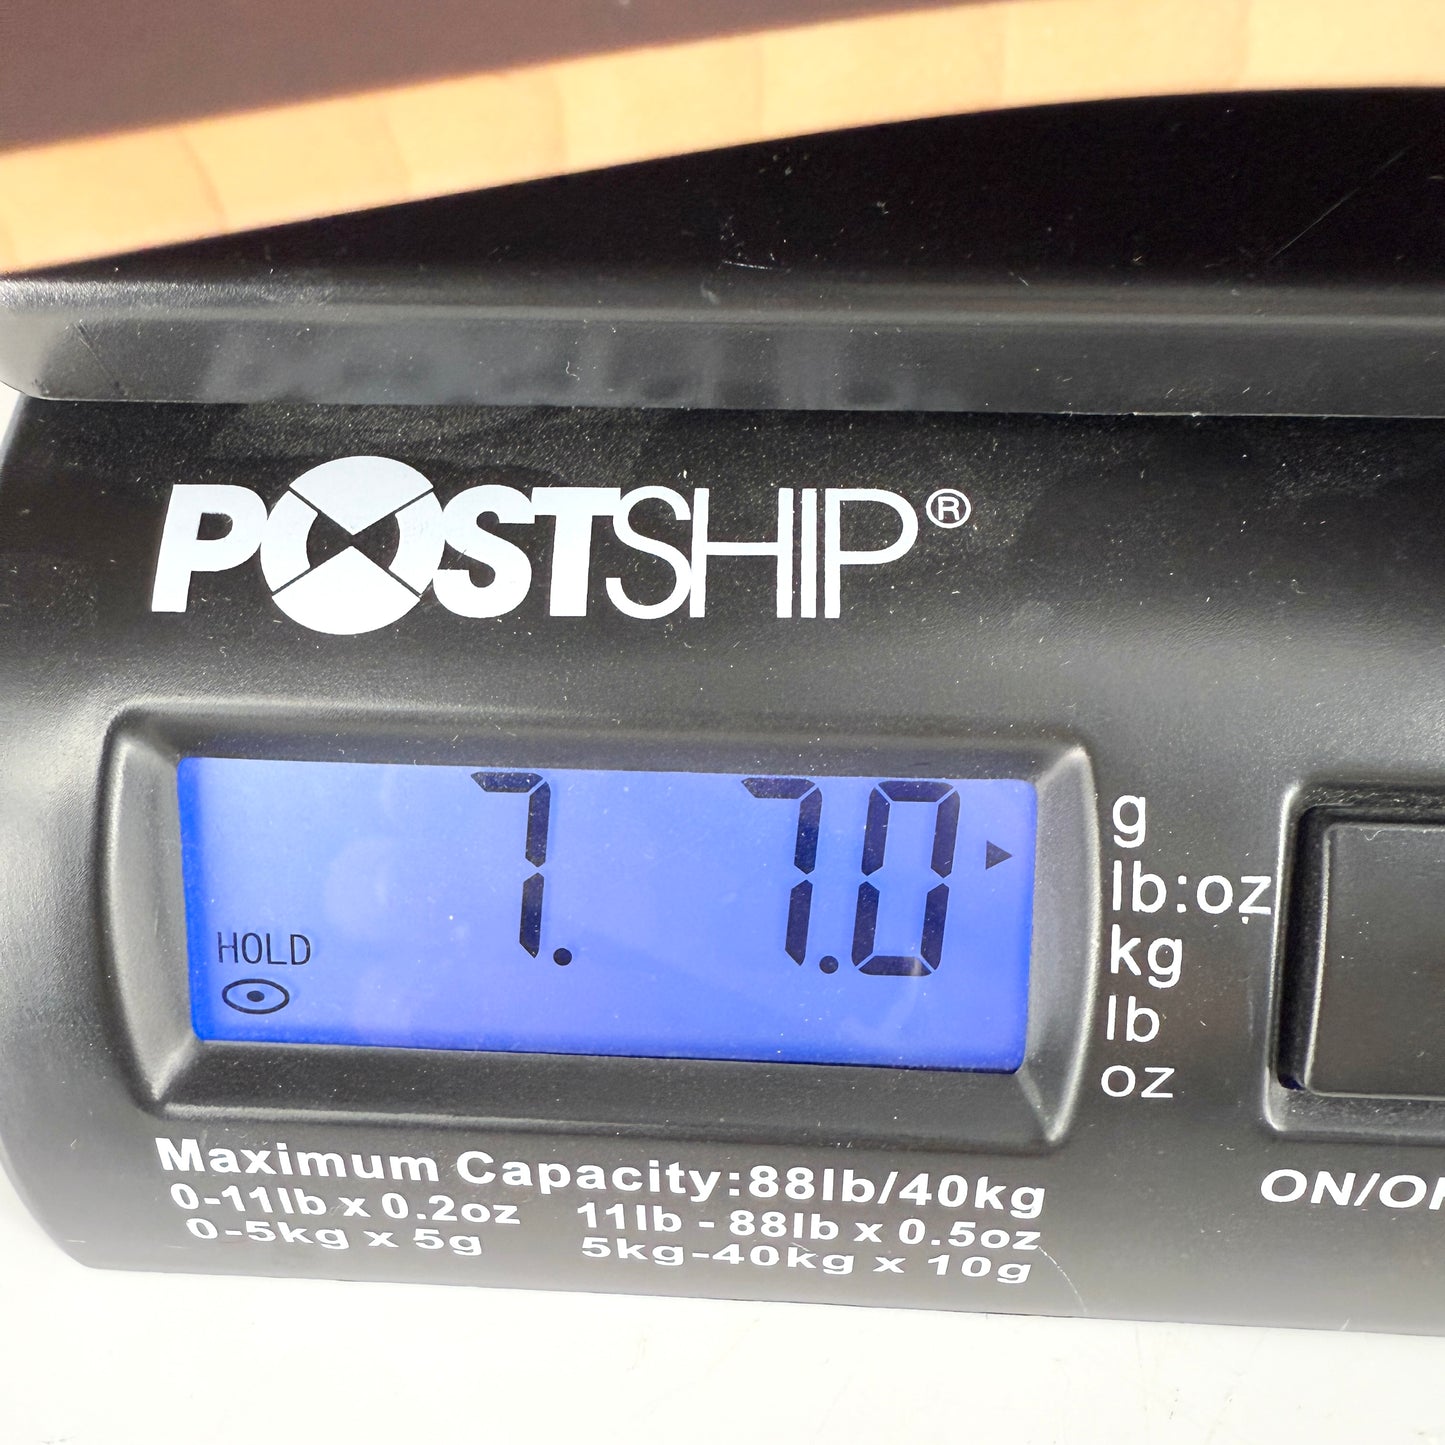 POSTSHIP®
7. 7.0
HOLD
g
lb:oz
kg
lb
oz
Maximum Capacity:88lb/40kg
0-11lb x 0.2oz 11lb - 88lb x 0.5oz
0-5kg x 5g 5kg-40kg x 10g